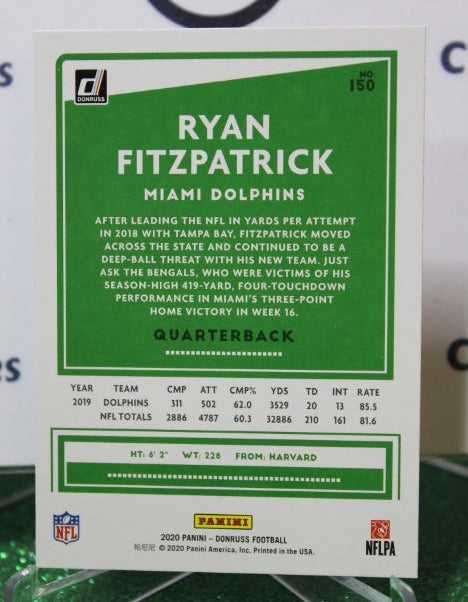 DONRUSS
NO.
150
RYAN
FITZPATRICK
MIAMI DOLPHINS
AFTER LEADING THE NFL IN YARDS PER ATTEMPT
IN 2018 WITH TAMPA BAY, FITZPATRICK MOVED
ACROSS THE STATE AND CONTINUED TO BE A
DEEP-BALL THREAT WITH HIS NEW TEAM. JUST
ASK THE BENGALS, WHO WERE VICTIMS OF HIS
SEASON-HIGH 419-YARD, FOUR-TOUCHDOWN
PERFORMANCE IN MIAMI'S THREE-POINT
HOME VICTORY IN WEEK 16.
QUARTERBACK
YEAR TEAM CMP ATT CMP% YDS TD INT RATE
2019 DOLPHINS 311 502 62.0 3529 20 13 85.5
NFL TOTALS 2886 4787 60.3 32886 210 161 81.6
HT: 6' 2" WT: 228 FROM: HARVARD
NFL
PANINI
NFLPA
2020 PANINI - DONRUSS FOOTBALL
帕尼尼 © 2020 Panini America, Inc. Printed in the USA.